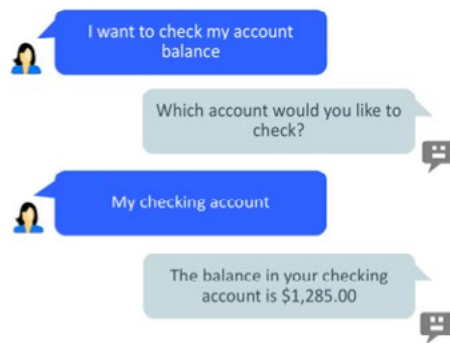 I want to check my account
balance
Which account would you like to
check?
My checking account
The balance in your checking
account is $1,285.00